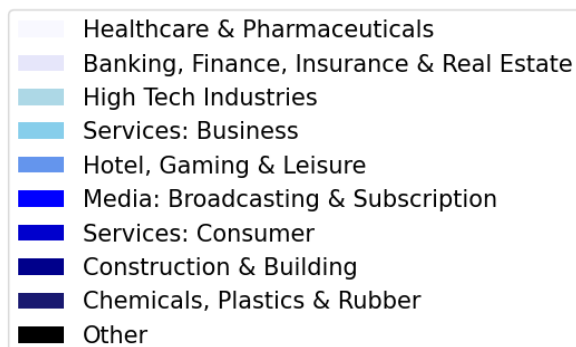 Healthcare & Pharmaceuticals
Banking, Finance, Insurance & Real Estate
High Tech Industries
Services: Business
Hotel, Gaming & Leisure
Media: Broadcasting & Subscription
Services: Consumer
Construction & Building
Chemicals, Plastics & Rubber
Other